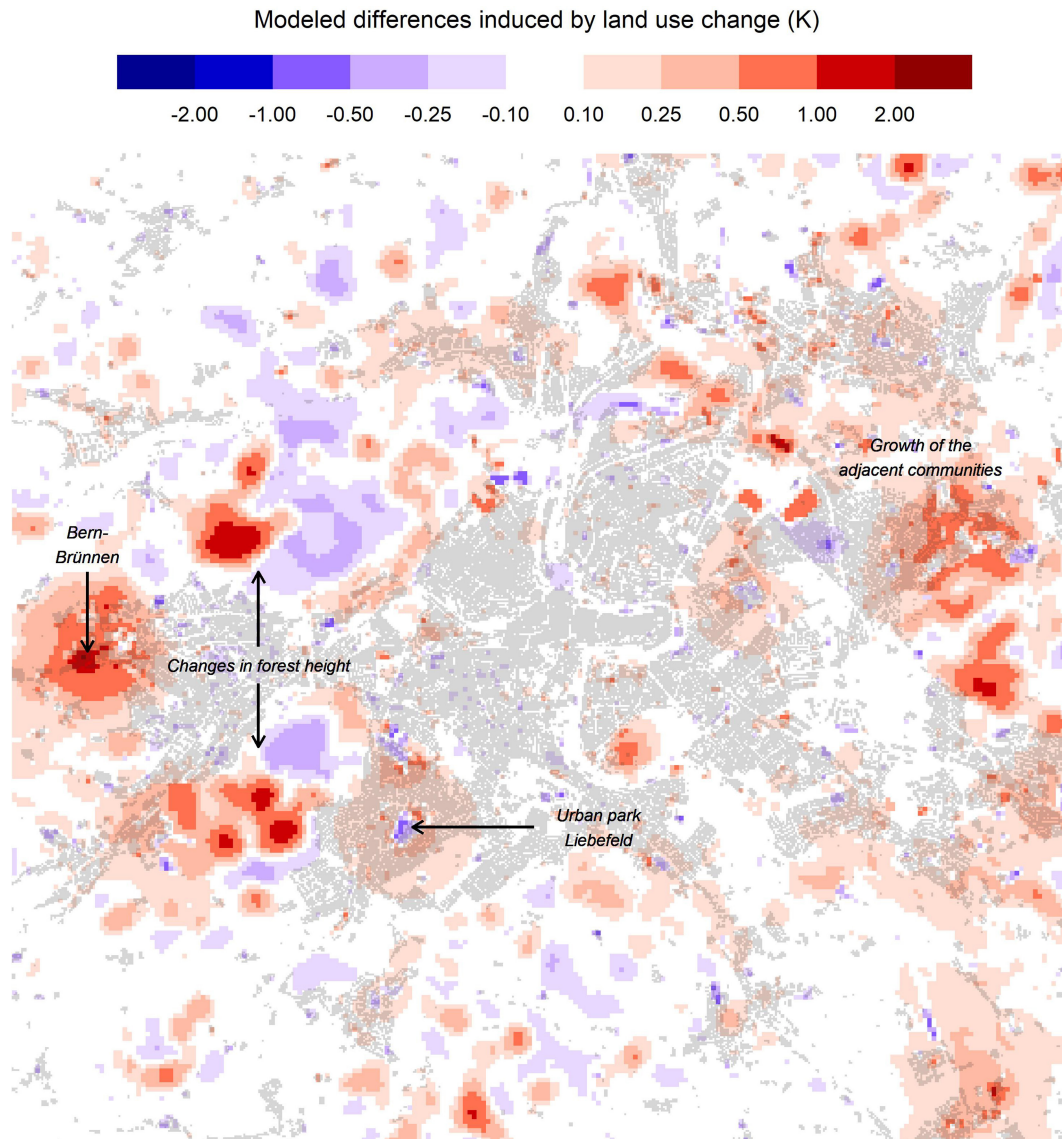 Modeled differences induced by land use change (K)
-2.00 -1.00 -0.50 -0.25 -0.10 0.10 0.25 0.50 1.00 2.00
Growth of the
adjacent communities
Bern-
Brünnen
Changes in forest height
Urban park
Liebefeld